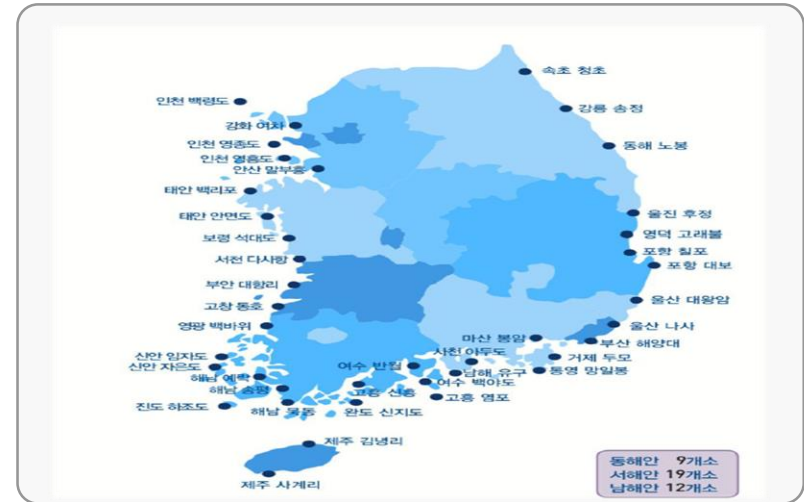 속초 청초
인천 백령도
강릉 송정
강화 여차
인천 영종도
동해 노봉
인천 영흥도
안산 말부흥
태안 백리포
태안 안면도
울진 후정
보령 석대도
영덕 고래불
서천 다사항
포항 칠포
포항 대보
부안 대항리
고창 동호
울산 대왕암
영광 백바위
울산 나사
마산 봉암
부산 해양대
신안 임자도
사천 아두도
거제 두모
신안 자은도
여수 반월
남해 유구
통영 망일봉
해남 예락
여수 백야도
해남 송평
고흥 신흥
고흥 염포
진도 하조도
해남
완도 신지도
제주 김녕리
제주 사계리
동해안 9개소
서해안 19개소
남해안 12개소